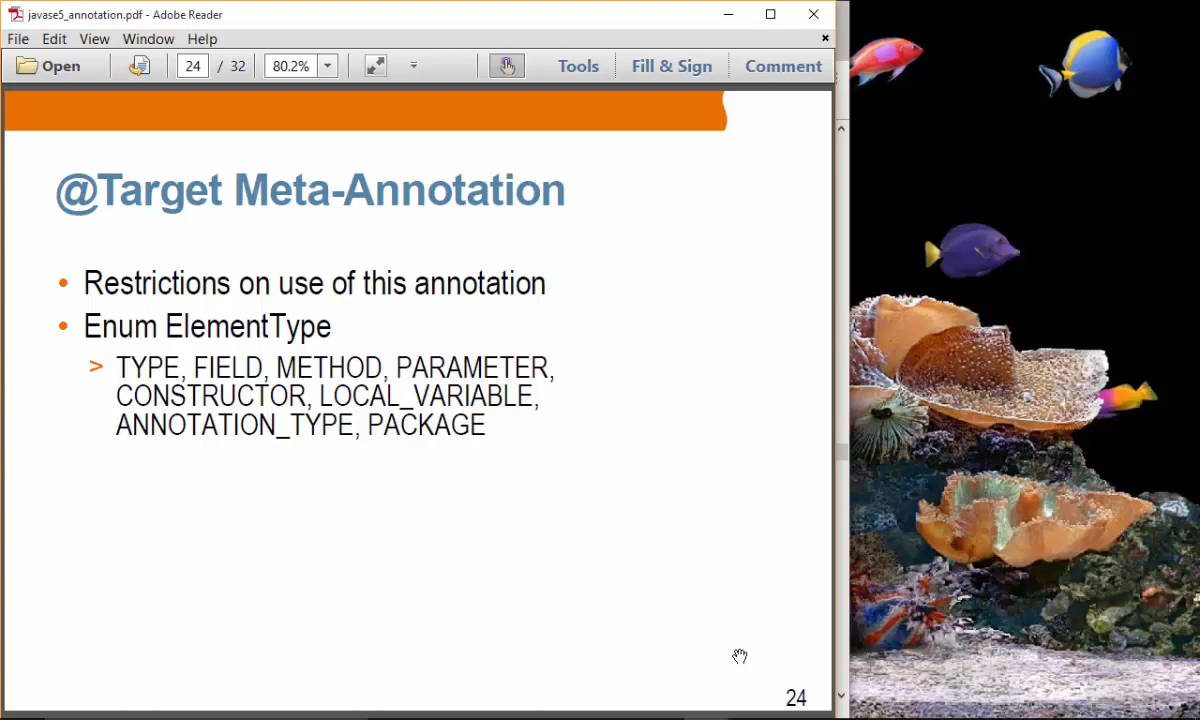 javase5_annotation.pdf - Adobe Reader
File Edit View Window Help
Open 24 / 32 80.2% Tools Fill & Sign Comment
@Target Meta-Annotation
• Restrictions on use of this annotation
• Enum ElementType
> TYPE, FIELD, METHOD, PARAMETER,
CONSTRUCTOR, LOCAL_VARIABLE,
ANNOTATION_TYPE, PACKAGE
24